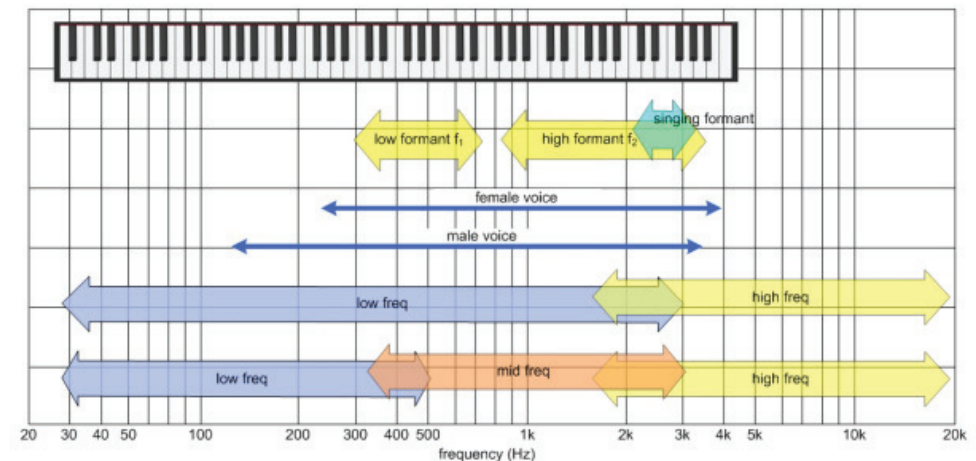 singing formant
low formant f₁
high formant f₂
female voice
male voice
low freq
high freq
low freq
mid freq
high freq
20 30 40 50 100 200 300 400 500 1k 2k 3k 4k 5k 10k 20k
frequency (Hz)